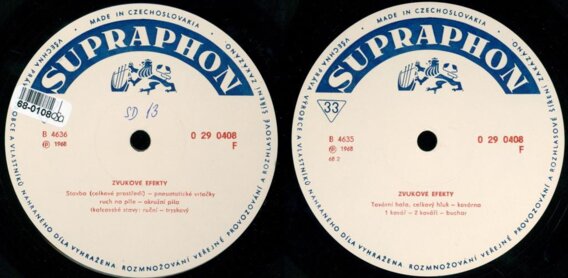 MADE IN CZECHOSLOVAKIA
SUPRAPHON
VŠECHNA PRÁVA VÝROBCE A VLASTNÍKŮ NAHRANÉHO DÍLA VYHRAŽENA ROZMNOŽOVÁNÍ VEŘEJNÉ PROVOZOVÁNÍ A ROZHLASOVÉ ŠÍŘENÍ ZAKÁZÁNO
SD 13
B 4636
℗ 1968
0 29 0408
F
ZVUKOVÉ EFEKTY
Stavba (celkové prostředí) – pneumatické vrtačky
ruch na pile – okružní pila
tkalcovské stavy: ruční – tryskový
MADE IN CZECHOSLOVAKIA
SUPRAPHON
VŠECHNA PRÁVA VÝROBCE A VLASTNÍKŮ NAHRANÉHO DÍLA VYHRAŽENA ROZMNOŽOVÁNÍ VEŘEJNÉ PROVOZOVÁNÍ A ROZHLASOVÉ ŠÍŘENÍ ZAKÁZÁNO
33
B 4635
℗ 1968
68 2
0 29 0408
F
ZVUKOVÉ EFEKTY
Tovární hala, celkový hluk – kovárna
1 kovář – 2 kováři – buchar